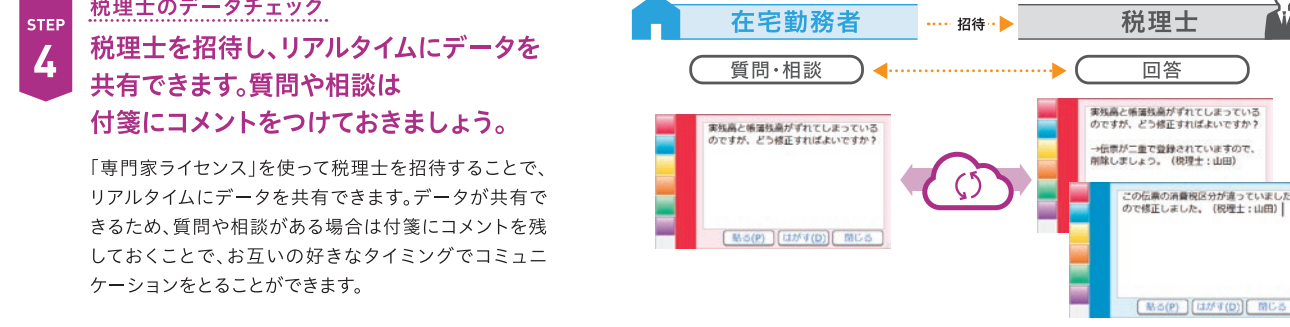 STEP
4
税理士のデータチェック
税理士を招待し、リアルタイムにデータを
共有できます。質問や相談は
付箋にコメントをつけておきましょう。
「専門家ライセンス」を使って税理士を招待することで、
リアルタイムにデータを共有できます。データが共有で
きるため、質問や相談がある場合は付箋にコメントを残
しておくことで、お互いの好きなタイミングでコミュニ
ケーションをとることができます。
在宅勤務者
招待
税理士
質問・相談
回答
実残高と帳簿残高がずれてしまっている
のですが、どう修正すればよいですか?
貼る(P) はがす(D) 閉じる
実残高と帳簿残高がずれてしまっている
のですが、どう修正すればよいですか?
→伝票が二重で登録されていますので、
削除しましょう。（税理士：山田）
この伝票の消費税区分が違っていました
ので修正しました。（税理士：山田）
貼る(P) はがす(D) 閉じる